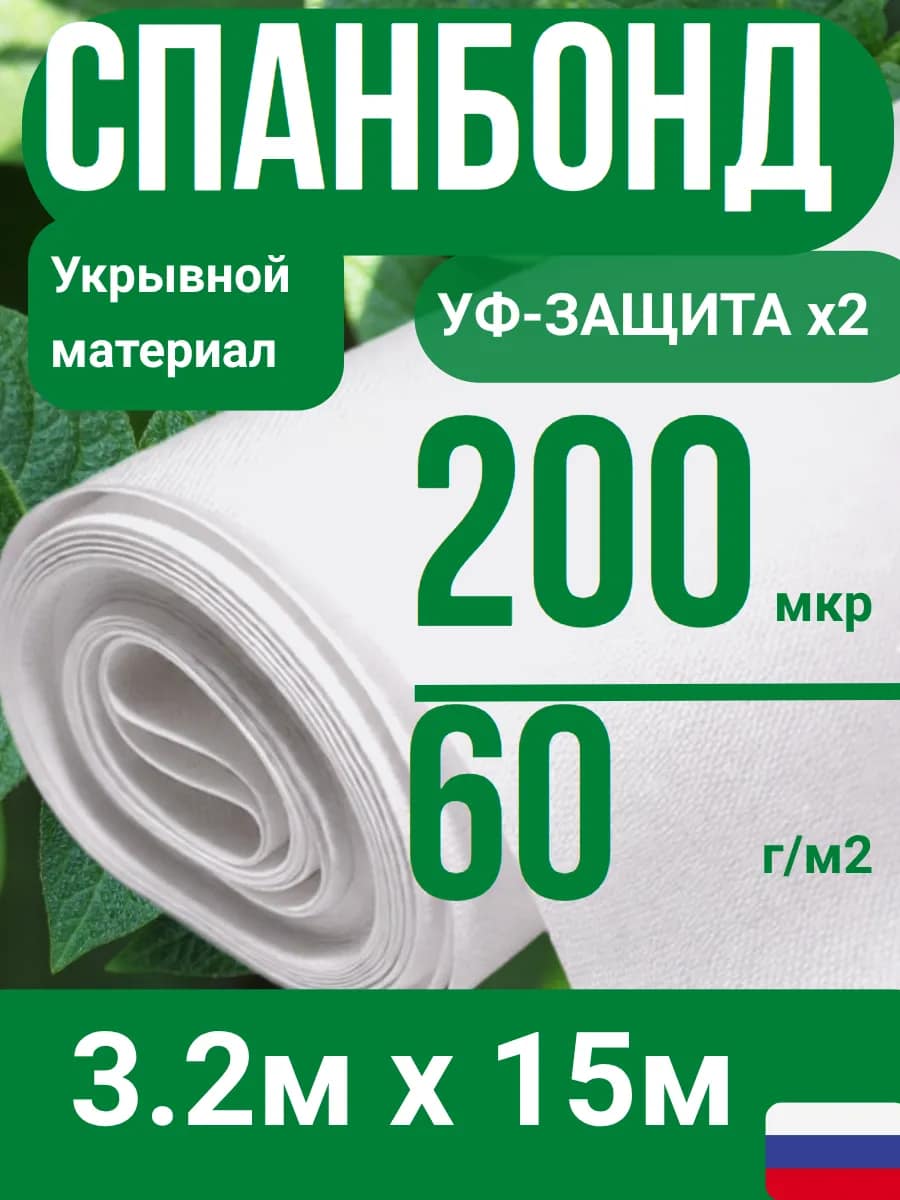 СПАНБОНД
Укрывной
материал
УФ-ЗАЩИТА х2
200 мкр
60 г/м2
3.2м х 15м